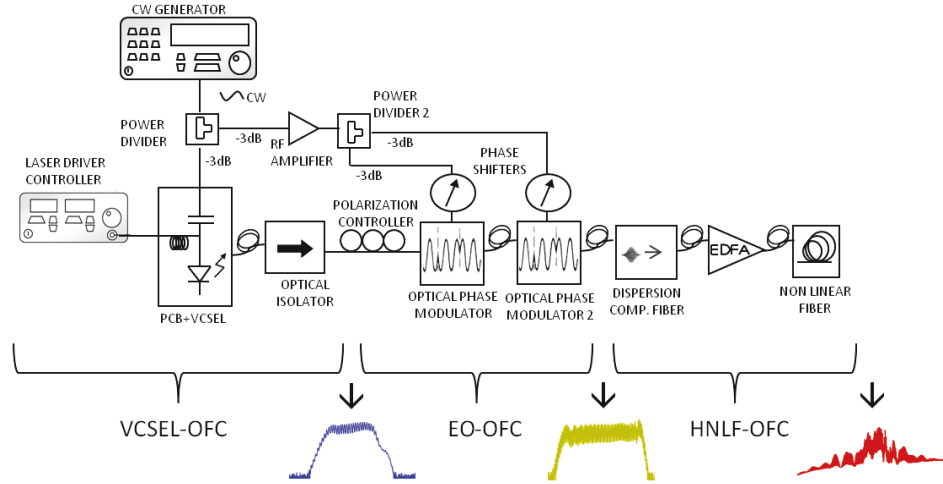 CW GENERATOR
CW
POWER
DIVIDER
-3dB
-3dB
RF
AMPLIFIER
POWER
DIVIDER 2
-3dB
-3dB
PHASE
SHIFTERS
LASER DRIVER
CONTROLLER
POLARIZATION
CONTROLLER
EDFA
PCB+VCSEL
OPTICAL
ISOLATOR
OPTICAL PHASE
MODULATOR
OPTICAL PHASE
MODULATOR 2
DISPERSION
COMP. FIBER
NON LINEAR
FIBER
VCSEL-OFC
EO-OFC
HNLF-OFC